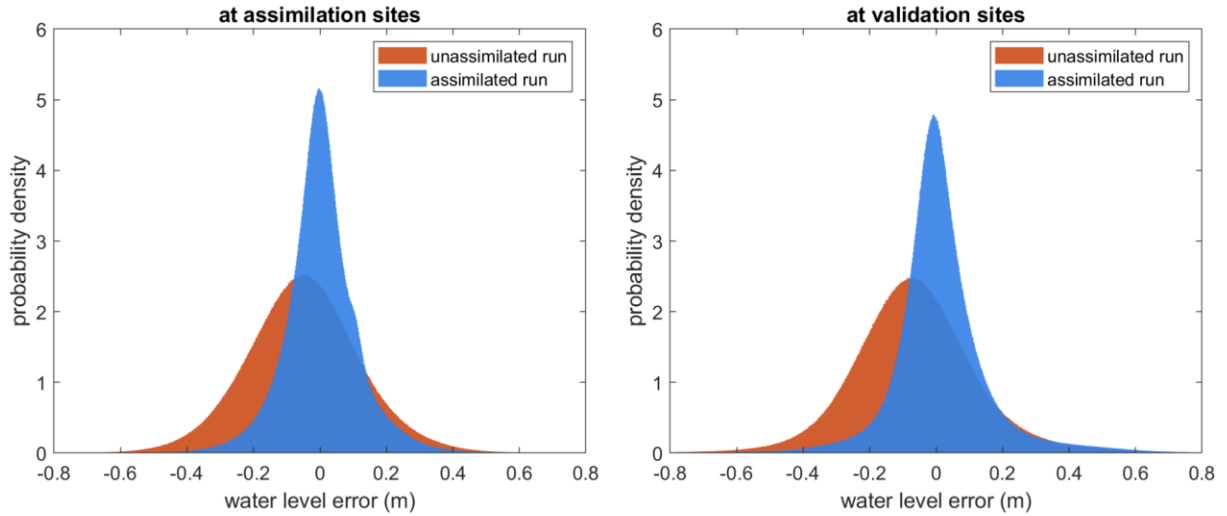 at assimilation sites
6
5
4
3
2
1
0
probability density
unassimilated run
assimilated run
-0.8 -0.6 -0.4 -0.2 0 0.2 0.4 0.6 0.8
water level error (m)
at validation sites
6
5
4
3
2
1
0
probability density
unassimilated run
assimilated run
-0.8 -0.6 -0.4 -0.2 0 0.2 0.4 0.6 0.8
water level error (m)